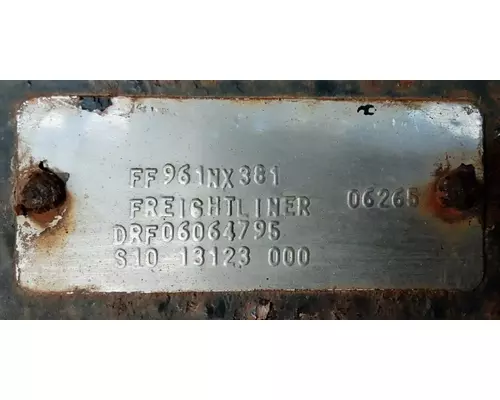 FF961NX381
FREIGHTLINER 06265
DRF06064795
S10 13123 000